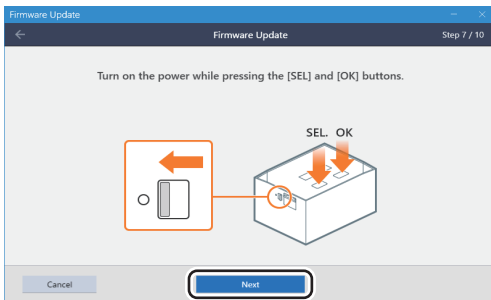 Firmware Update
Firmware Update
Step 7 / 10
Turn on the power while pressing the [SEL] and [OK] buttons.
SEL. OK
Cancel
Next